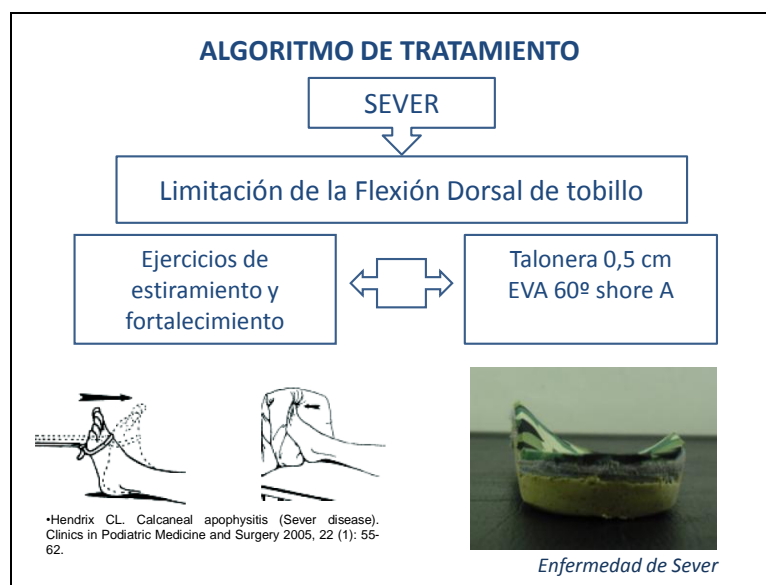 ALGORITMO DE TRATAMIENTO
SEVER
Limitación de la Flexión Dorsal de tobillo
Ejercicios de
estiramiento y
fortalecimiento
Talonera 0,5 cm
EVA 60º shore A
•Hendrix CL. Calcaneal apophysitis (Sever disease).
Clinics in Podiatric Medicine and Surgery 2005, 22 (1): 55-
62.
Enfermedad de Sever